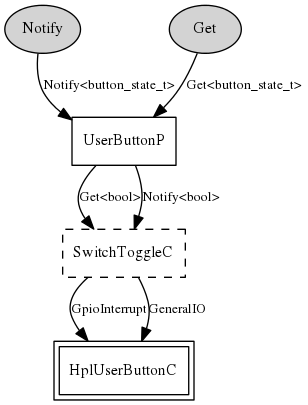 Notify Get
Notify<button_state_t> Get<button_state_t>
UserButtonP
Get<bool> Notify<bool>
SwitchToggleC
GpioInterrupt GeneralIO
HplUserButtonC